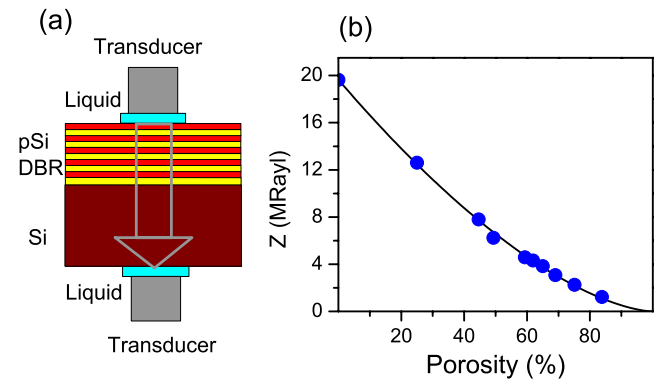 (a)
Transducer
Liquid
pSi
DBR
Si
Liquid
Transducer
(b)
20
16
12
8
4
0
Z (MRayl)
20 40 60 80
Porosity (%)